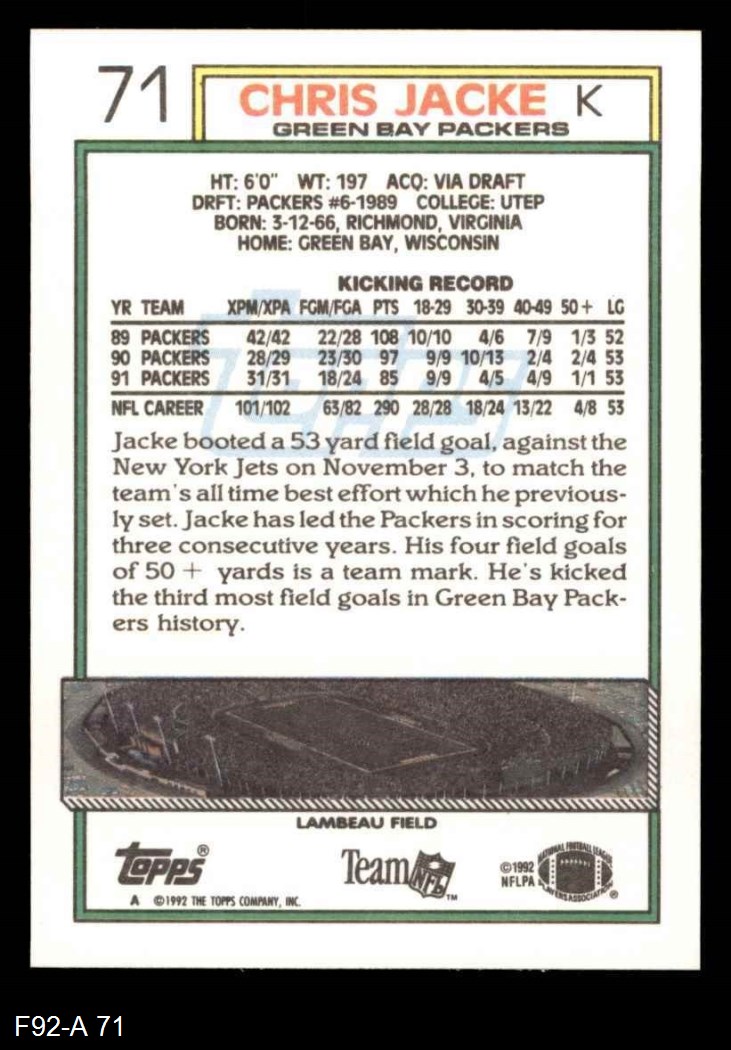 71 CHRIS JACKE K
GREEN BAY PACKERS
HT: 6'0" WT: 197 ACQ: VIA DRAFT
DRFT: PACKERS #6-1989 COLLEGE: UTEP
BORN: 3-12-66, RICHMOND, VIRGINIA
HOME: GREEN BAY, WISCONSIN
KICKING RECORD
YR TEAM XPM/XPA FGM/FGA PTS 18-29 30-39 40-49 50+ LG
89 PACKERS 42/42 22/28 108 10/10 4/6 7/9 1/3 52
90 PACKERS 28/29 23/30 97 9/9 10/13 2/4 2/4 53
91 PACKERS 31/31 18/24 85 9/9 4/5 4/9 1/1 53
NFL CAREER 101/102 63/82 290 28/28 18/24 13/22 4/8 53
Jacke booted a 53 yard field goal, against the
New York Jets on November 3, to match the
team's all time best effort which he previous-
ly set. Jacke has led the Packers in scoring for
three consecutive years. His four field goals
of 50 + yards is a team mark. He's kicked
the third most field goals in Green Bay Pack-
ers history.
LAMBEAU FIELD
Topps® Team NFL™ ©1992 NFLPA NATIONAL FOOTBALL LEAGUE PLAYERS ASSOCIATION ®
A ©1992 THE TOPPS COMPANY, INC.
F92-A 71